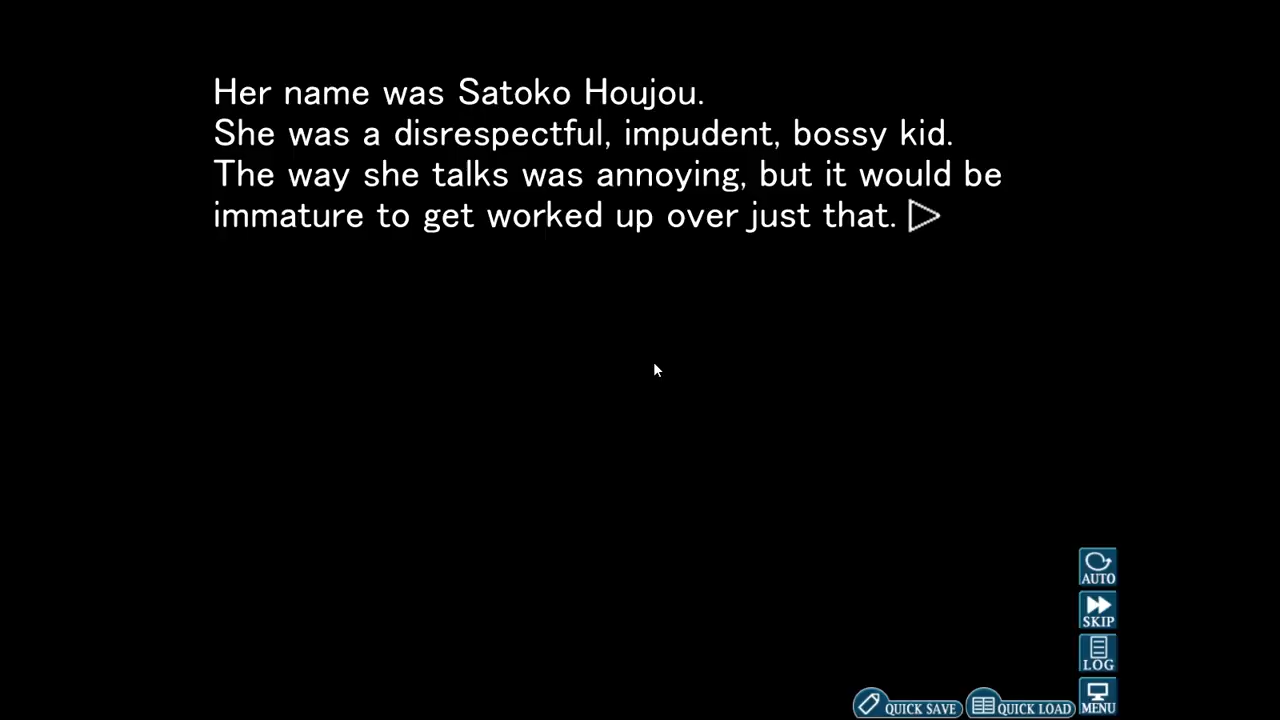 Her name was Satoko Houjou.
She was a disrespectful, impudent, bossy kid.
The way she talks was annoying, but it would be
immature to get worked up over just that.
AUTO
SKIP
LOG
QUICK SAVE QUICK LOAD MENU